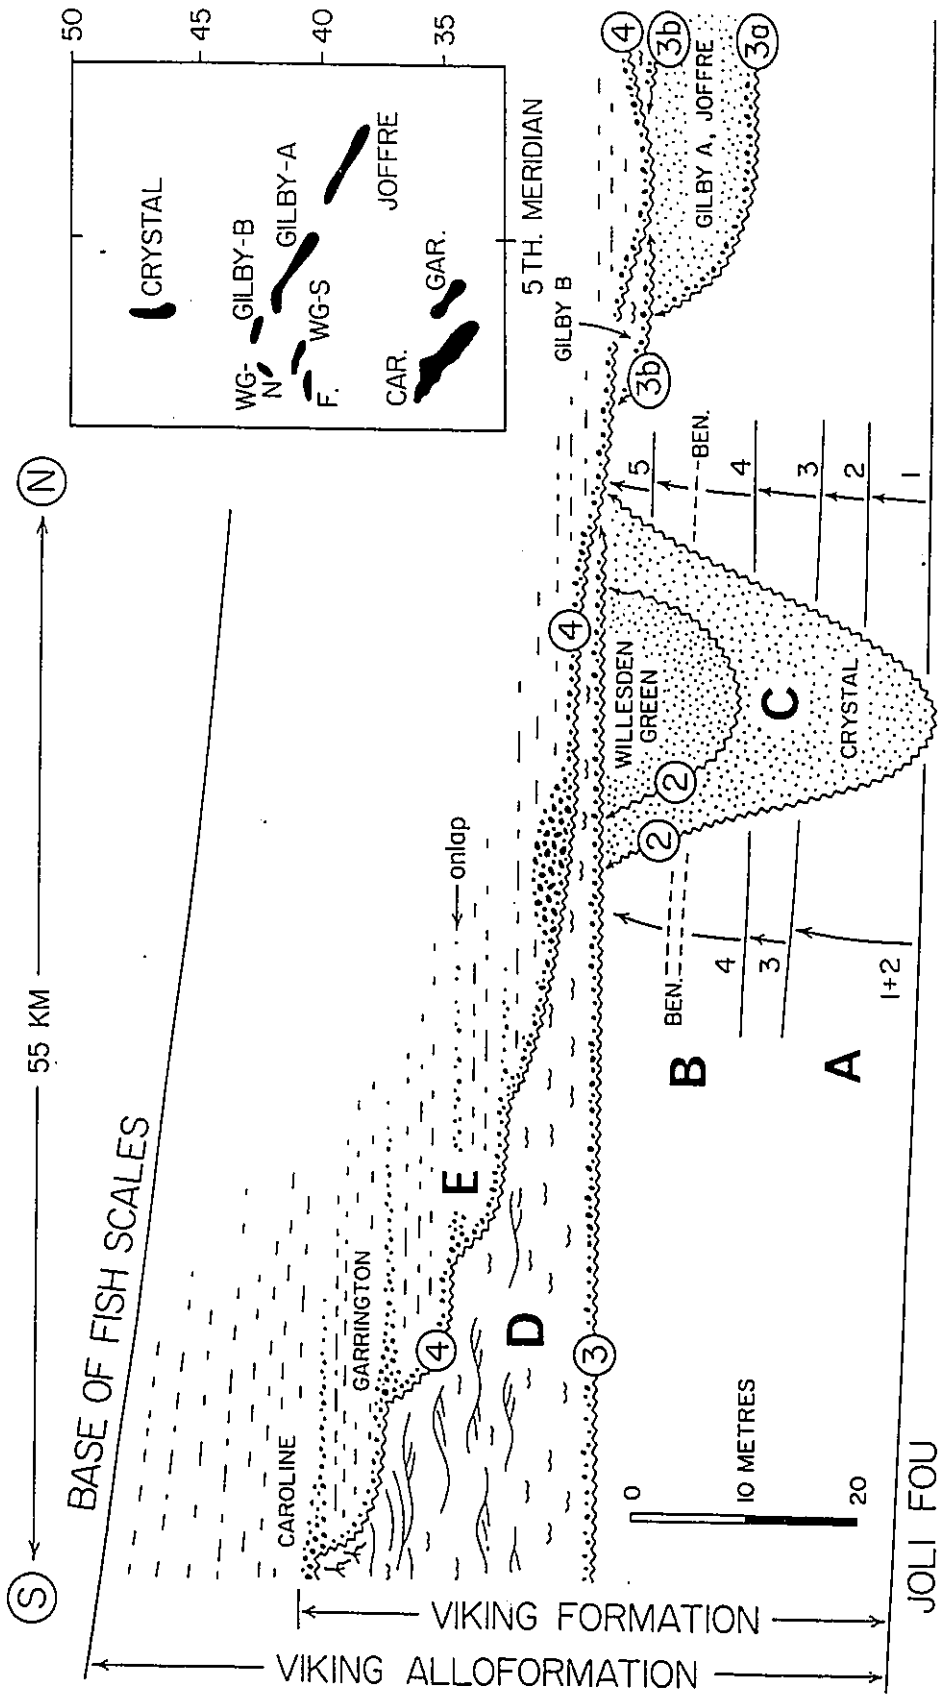 S
55 KM
N
BASE OF FISH SCALES
50
45
40
35
CRYSTAL
GILBY-B
GILBY-A
WG-
N
WG-S
F.
JOFFRE
CAR.
GAR.
5TH. MERIDIAN
CAROLINE
GARRINGTON
E
onlap
4
4
D
3
WILLESDEN
GREEN
2
2
C
CRYSTAL
GILBY B
3b
4
3b
GILBY A, JOFFRE
3a
BEN.
B
4
3
A
1+2
5
BEN.
4
3
2
1
0
10 METRES
20
VIKING FORMATION
VIKING ALLOFORMATION
JOLI FOU